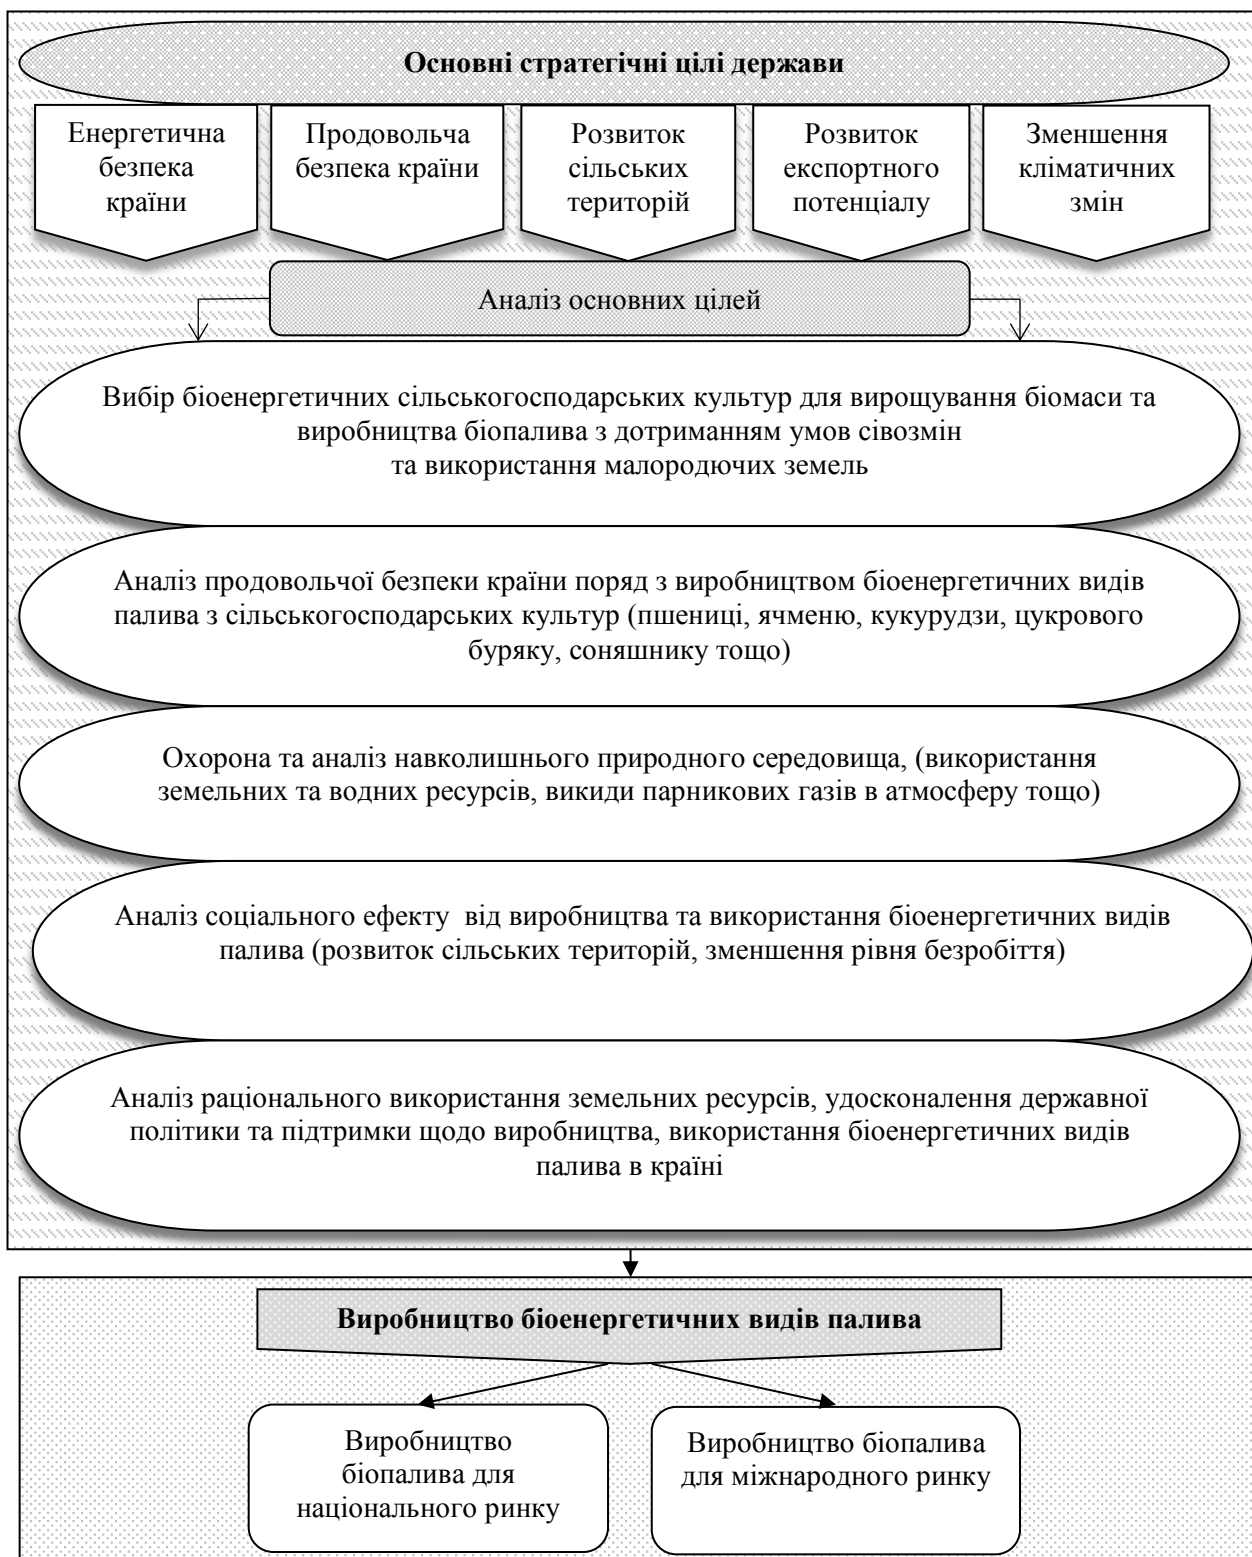 Основні стратегічні цілі держави
Енергетична
безпека
країни
Продовольча
безпека країни
Розвиток
сільських
територій
Розвиток
експортного
потенціалу
Зменшення
кліматичних
змін
Аналіз основних цілей
Вибір біоенергетичних сільськогосподарських культур для вирощування біомаси та
виробництва біопалива з дотриманням умов сівозмін
та використання малородючих земель
Аналіз продовольчої безпеки країни поряд з виробництвом біоенергетичних видів
палива з сільськогосподарських культур (пшениці, ячменю, кукурудзи, цукрового
буряку, соняшнику тощо)
Охорона та аналіз навколишнього природного середовища, (використання
земельних та водних ресурсів, викиди парникових газів в атмосферу тощо)
Аналіз соціального ефекту від виробництва та використання біоенергетичних видів
палива (розвиток сільських територій, зменшення рівня безробіття)
Аналіз раціонального використання земельних ресурсів, удосконалення державної
політики та підтримки щодо виробництва, використання біоенергетичних видів
палива в країні
Виробництво біоенергетичних видів палива
Виробництво
біопалива для
національного ринку
Виробництво біопалива
для міжнародного ринку